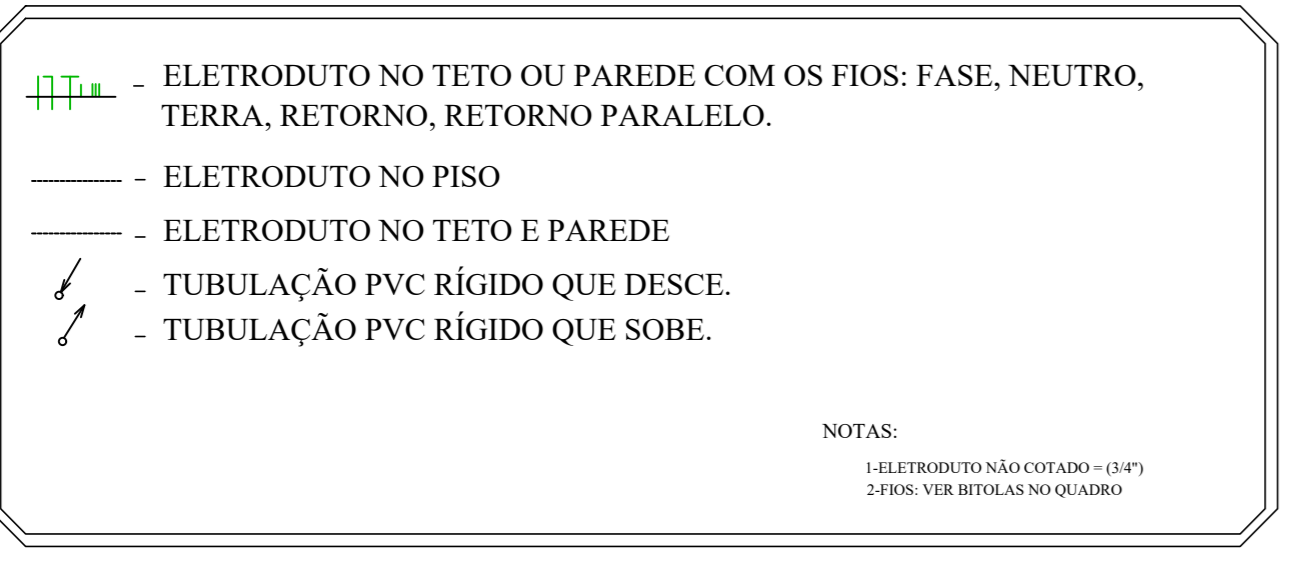 - ELETRODUTO NO TETO OU PAREDE COM OS FIOS: FASE, NEUTRO,
TERRA, RETORNO, RETORNO PARALELO.
- ELETRODUTO NO PISO
- ELETRODUTO NO TETO E PAREDE
- TUBULAÇÃO PVC RÍGIDO QUE DESCE.
- TUBULAÇÃO PVC RÍGIDO QUE SOBE.
NOTAS:
1-ELETRODUTO NÃO COTADO = (3/4")
2-FIOS: VER BITOLAS NO QUADRO